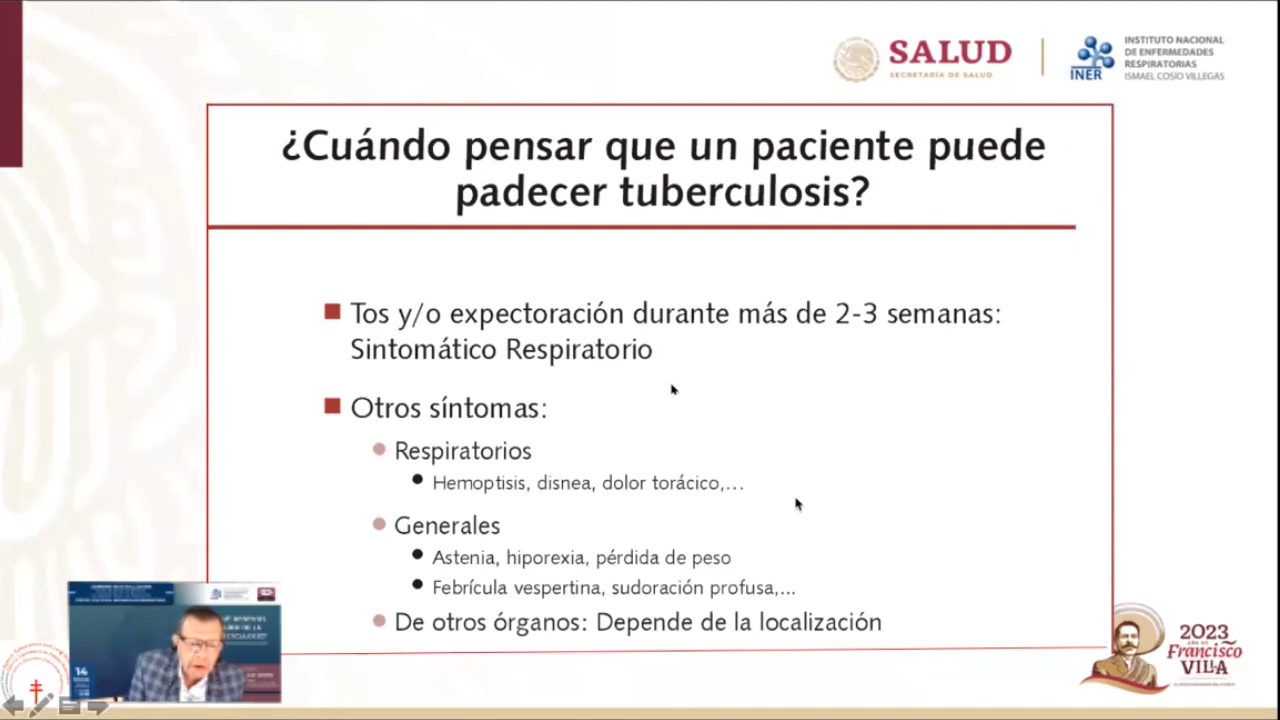 SALUD
SECRETARÍA DE SALUD
INER
INSTITUTO NACIONAL
DE ENFERMEDADES
RESPIRATORIAS
ISMAEL COSÍO VILLEGAS
¿Cuándo pensar que un paciente puede
padecer tuberculosis?
Tos y/o expectoración durante más de 2-3 semanas:
Sintomático Respiratorio
Otros síntomas:
Respiratorios
Hemoptisis, disnea, dolor torácico,...
Generales
Astenia, hiporexia, pérdida de peso
Febrícula vespertina, sudoración profusa,...
De otros órganos: Depende de la localización
14
2023
AÑO DE
Francisco
VILLA